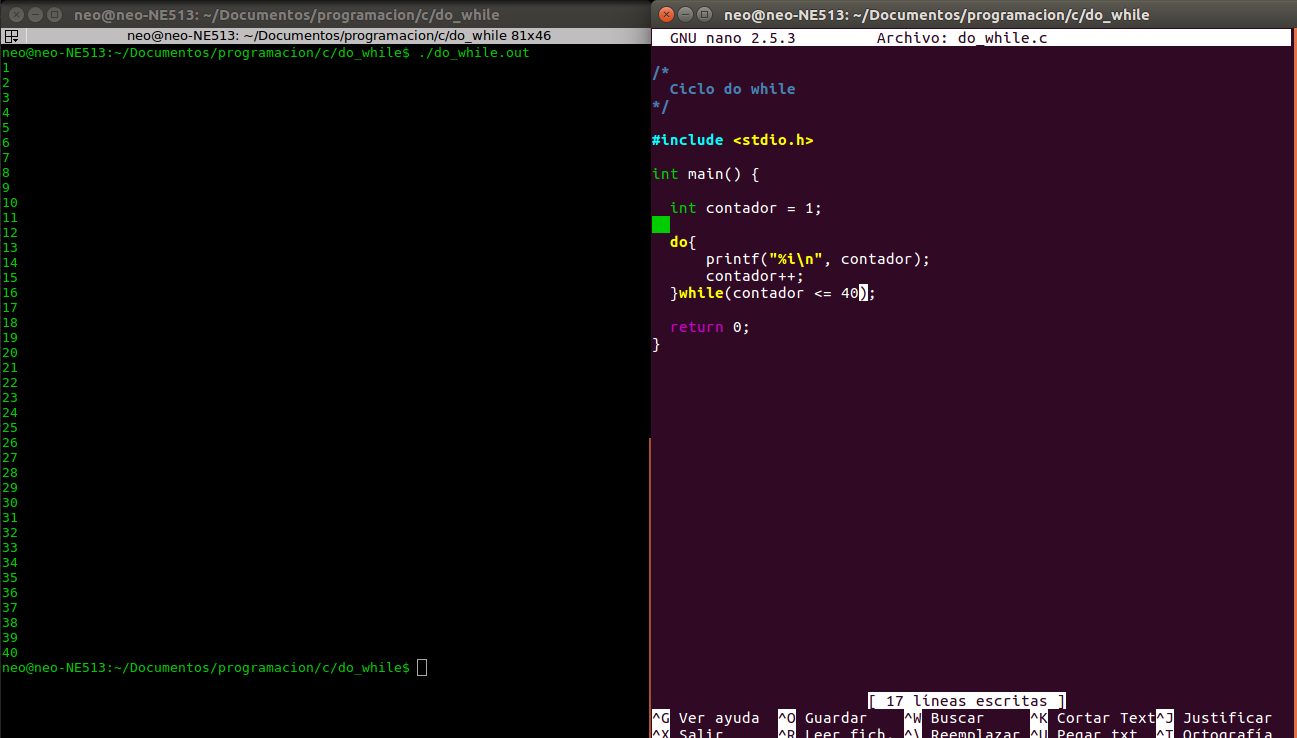 neo@neo-NE513: ~/Documentos/programacion/c/do_while
neo@neo-NE513: ~/Documentos/programacion/c/do_while 81x46
neo@neo-NE513:~/Documentos/programacion/c/do_while$ ./do_while.out
1
2
3
4
5
6
7
8
9
10
11
12
13
14
15
16
17
18
19
20
21
22
23
24
25
26
27
28
29
30
31
32
33
34
35
36
37
38
39
40
neo@neo-NE513:~/Documentos/programacion/c/do_while$
neo@neo-NE513: ~/Documentos/programacion/c/do_while
GNU nano 2.5.3 Archivo: do_while.c
/*
Ciclo do while
*/
#include <stdio.h>
int main() {
int contador = 1;
do{
printf("%i\n", contador);
contador++;
}while(contador <= 40);
return 0;
}
[ 17 líneas escritas ]
^G Ver ayuda ^O Guardar ^W Buscar ^K Cortar Text ^J Justificar
^X Salir ^R Leer fich. ^\ Reemplazar ^U Pegar txt ^T Ortografía